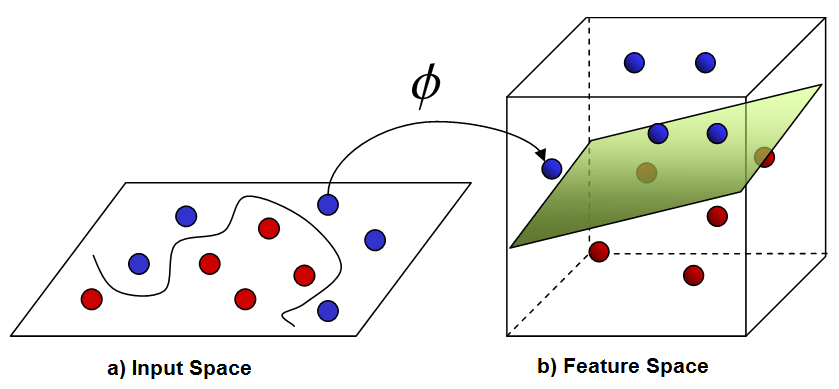 ϕ
a) Input Space
b) Feature Space